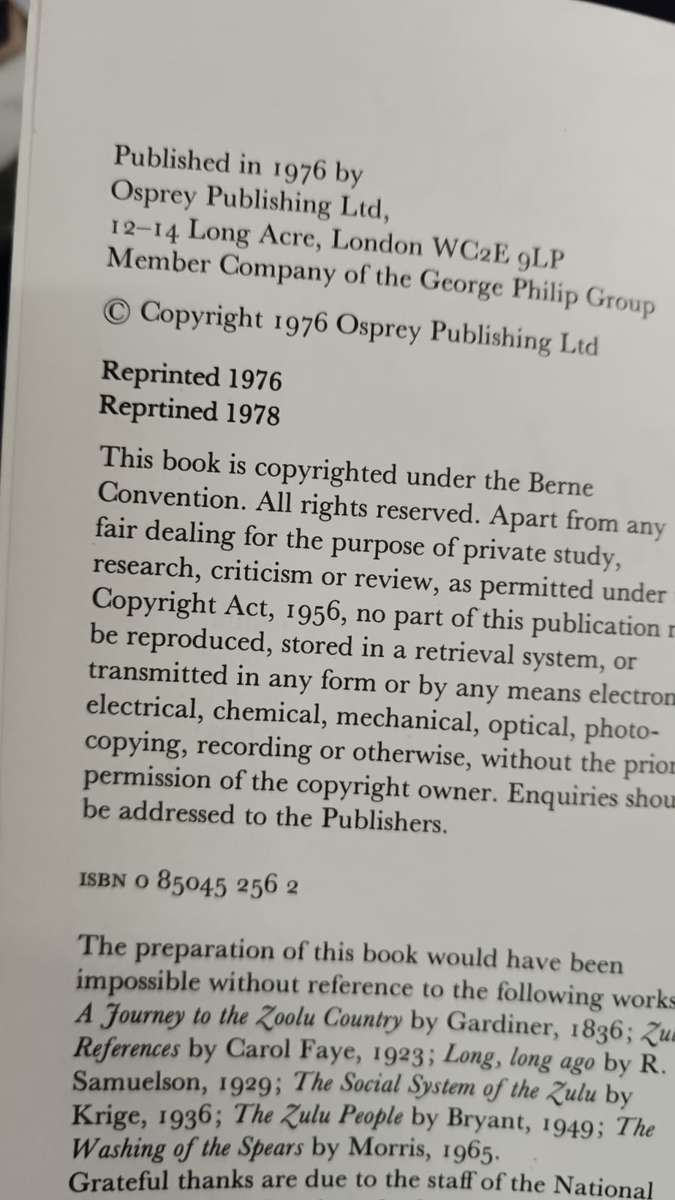 Published in 1976 by
Osprey Publishing Ltd,
12–14 Long Acre, London WC2E 9LP
Member Company of the George Philip Group
© Copyright 1976 Osprey Publishing Ltd
Reprinted 1976
Reprtined 1978
This book is copyrighted under the Berne
Convention. All rights reserved. Apart from any
fair dealing for the purpose of private study,
research, criticism or review, as permitted under
Copyright Act, 1956, no part of this publication
be reproduced, stored in a retrieval system, or
transmitted in any form or by any means electron
electrical, chemical, mechanical, optical, photo-
copying, recording or otherwise, without the prior
permission of the copyright owner. Enquiries shou
be addressed to the Publishers.
ISBN 0 85045 256 2
The preparation of this book would have been
impossible without reference to the following works
A Journey to the Zoolu Country by Gardiner, 1836; Zul
References by Carol Faye, 1923; Long, long ago by R.
Samuelson, 1929; The Social System of the Zulu by
Krige, 1936; The Zulu People by Bryant, 1949; The
Washing of the Spears by Morris, 1965.
Grateful thanks are due to the staff of the National